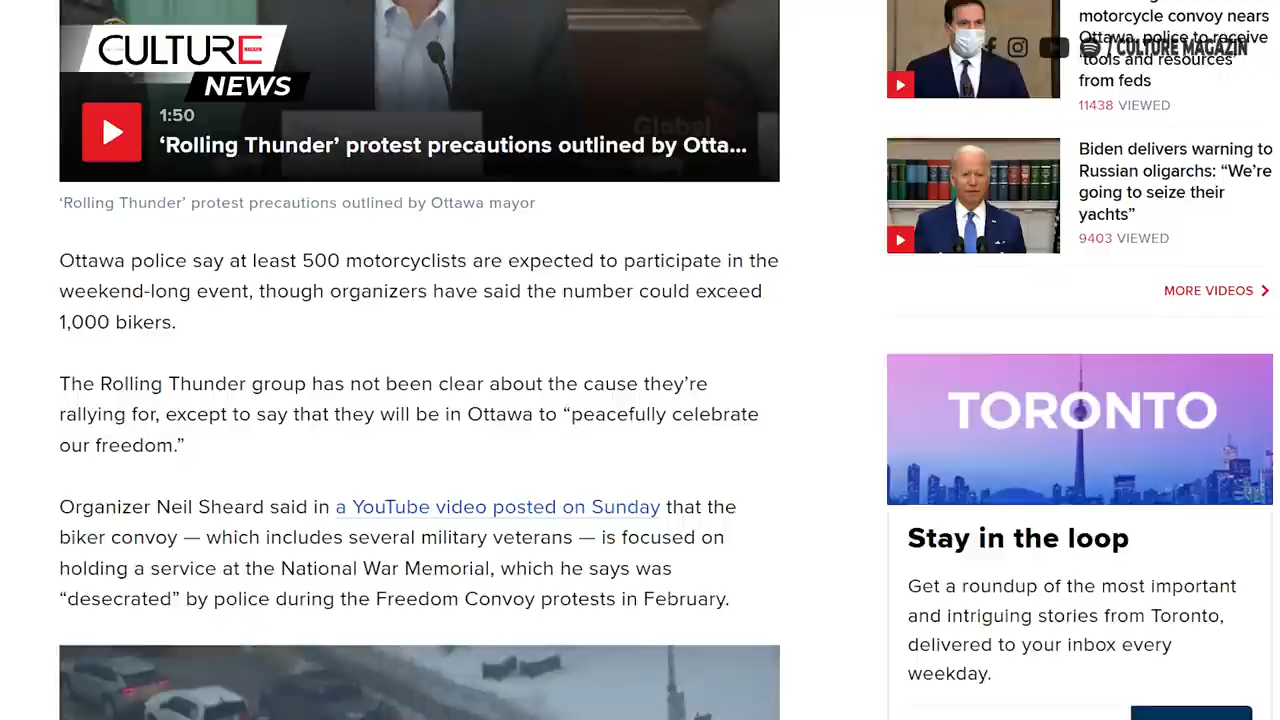 CULTURE
NEWS
1:50
‘Rolling Thunder’ protest precautions outlined by Otta...
‘Rolling Thunder’ protest precautions outlined by Ottawa mayor
Ottawa police say at least 500 motorcyclists are expected to participate in the
weekend-long event, though organizers have said the number could exceed
1,000 bikers.
The Rolling Thunder group has not been clear about the cause they’re
rallying for, except to say that they will be in Ottawa to “peacefully celebrate
our freedom.”
Organizer Neil Sheard said in a YouTube video posted on Sunday that the
biker convoy — which includes several military veterans — is focused on
holding a service at the National War Memorial, which he says was
“desecrated” by police during the Freedom Convoy protests in February.
motorcycle convoy nears
Ottawa, police to receive
/ CULTURE MAGAZIN
‘tools and resources’
from feds
11438 VIEWED
Biden delivers warning to
Russian oligarchs: “We’re
going to seize their
yachts”
9403 VIEWED
MORE VIDEOS
TORONTO
Stay in the loop
Get a roundup of the most important
and intriguing stories from Toronto,
delivered to your inbox every
weekday.